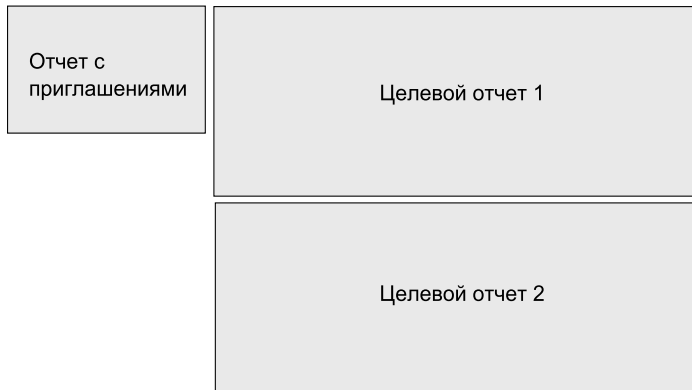 Отчет с
приглашениями
Целевой отчет 1
Целевой отчет 2